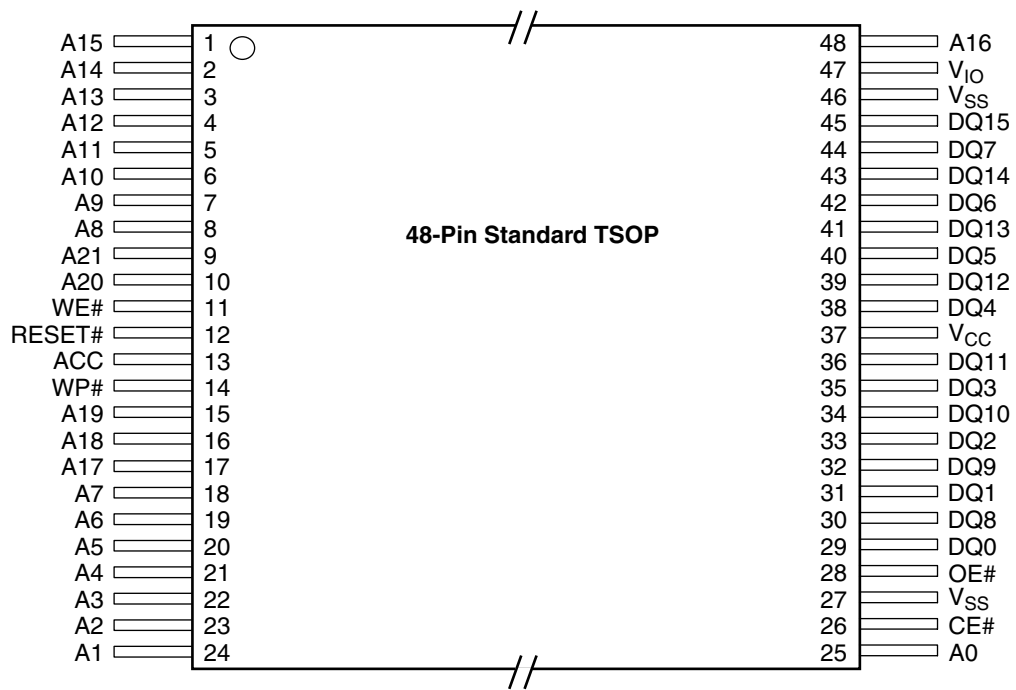 A15 1 48 A16
A14 2 47 VIO
A13 3 46 VSS
A12 4 45 DQ15
A11 5 44 DQ7
A10 6 43 DQ14
A9 7 42 DQ6
A8 8 48-Pin Standard TSOP 41 DQ13
A21 9 40 DQ5
A20 10 39 DQ12
WE# 11 38 DQ4
RESET# 12 37 VCC
ACC 13 36 DQ11
WP# 14 35 DQ3
A19 15 34 DQ10
A18 16 33 DQ2
A17 17 32 DQ9
A7 18 31 DQ1
A6 19 30 DQ8
A5 20 29 DQ0
A4 21 28 OE#
A3 22 27 VSS
A2 23 26 CE#
A1 24 25 A0